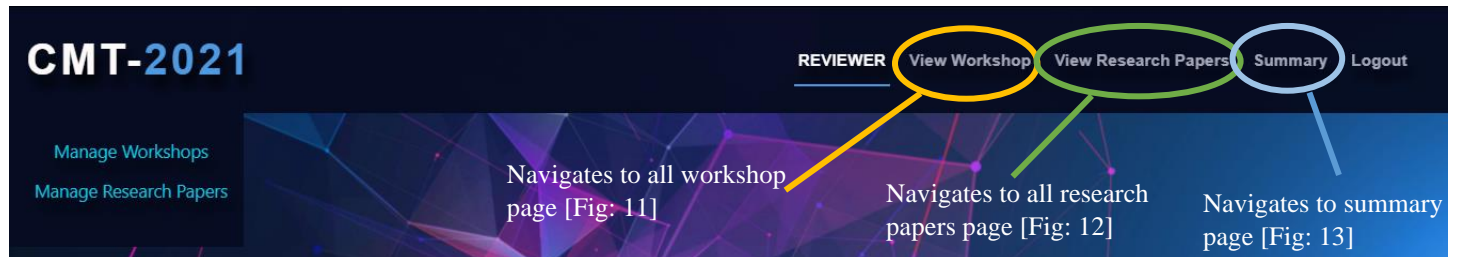 CMT-2021
REVIEWER View Workshop View Research Papers Summary Logout
Manage Workshops
Manage Research Papers
Navigates to all workshop
page [Fig: 11]
Navigates to all research
papers page [Fig: 12]
Navigates to summary
page [Fig: 13]